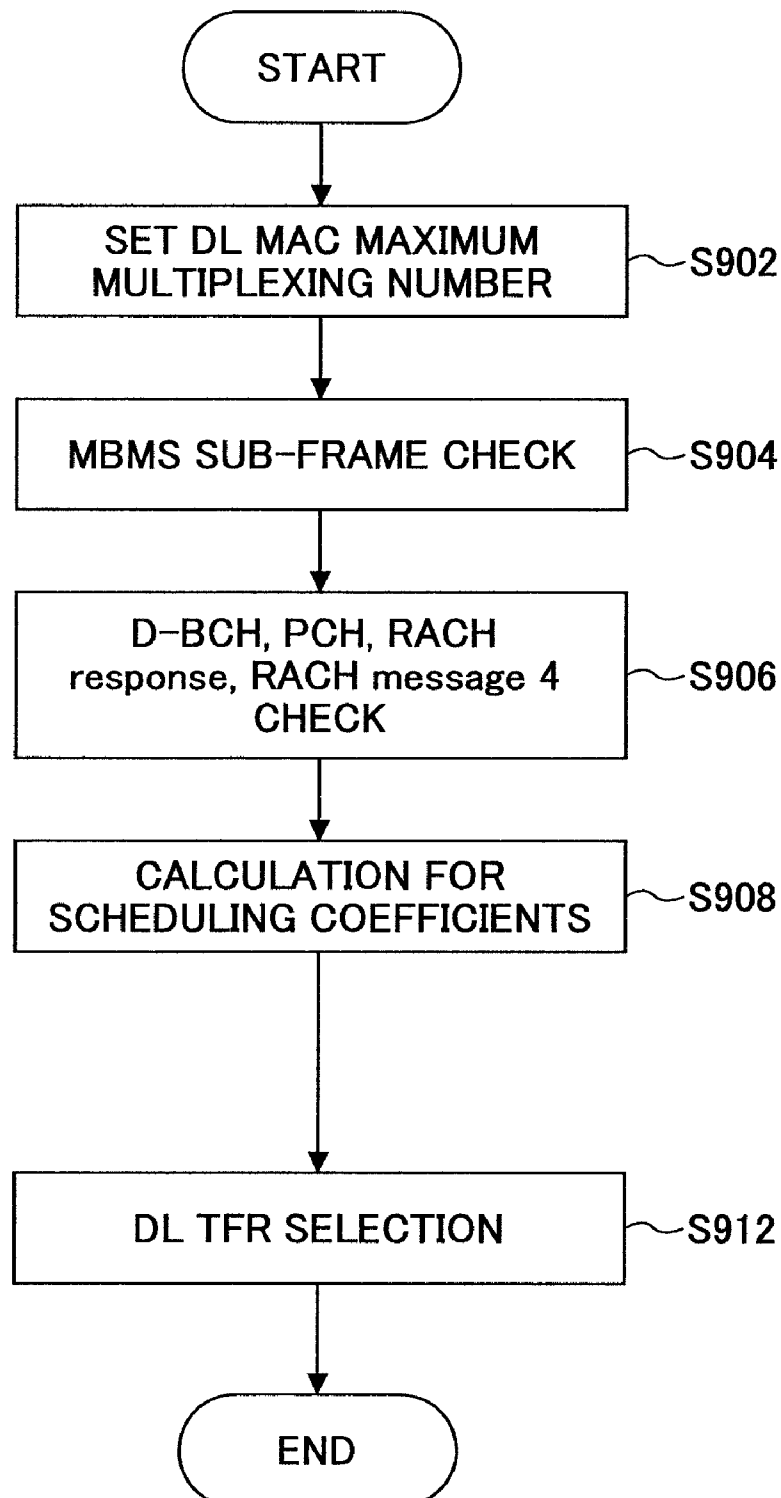 START
SET DL MAC MAXIMUM
MULTIPLEXING NUMBER
S902
MBMS SUB-FRAME CHECK
S904
D-BCH, PCH, RACH
response, RACH message 4
CHECK
S906
CALCULATION FOR
SCHEDULING COEFFICIENTS
S908
DL TFR SELECTION
S912
END